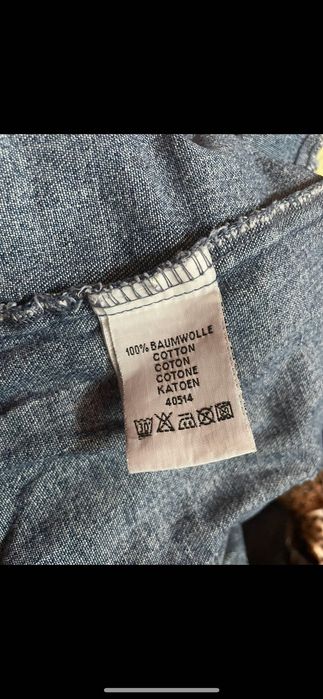 100% BAUMWOLLE
COTTON
COTON
COTONE
KATOEN
40514